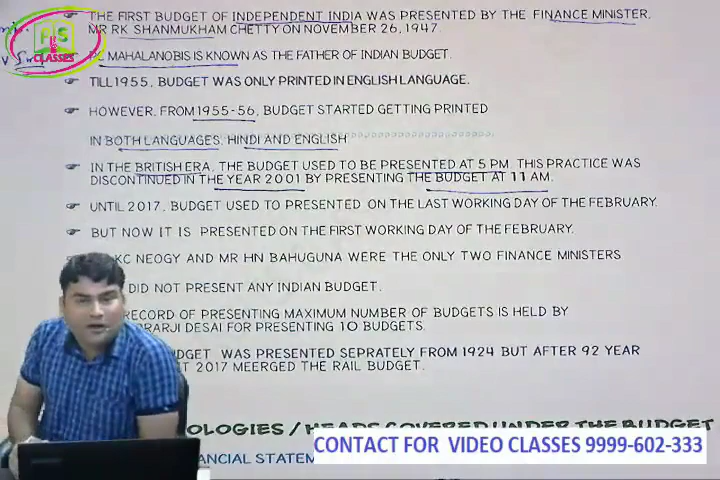 THE FIRST BUDGET OF INDEPENDENT INDIA WAS PRESENTED BY THE FINANCE MINISTER.
MR RK SHANMUKHAM CHETTY ON NOVEMBER 26, 1947.
MAHALANOBIS IS KNOWN AS THE FATHER OF INDIAN BUDGET.
CLASSES
TILL 1955, BUDGET WAS ONLY PRINTED IN ENGLISH LANGUAGE.
HOWEVER, FROM 1955-56, BUDGET STARTED GETTING PRINTED
IN BOTH LANGUAGES, HINDI AND ENGLISH
IN THE BRITISH ERA, THE BUDGET USED TO BE PRESENTED AT 5 PM. THIS PRACTICE WAS
DISCONTINUED IN THE YEAR 2001 BY PRESENTING THE BUDGET AT 11 AM.
UNTIL 2017, BUDGET USED TO PRESENTED ON THE LAST WORKING DAY OF THE FEBRUARY.
BUT NOW IT IS PRESENTED ON THE FIRST WORKING DAY OF THE FEBRUARY.
KC NEOGY AND MR HN BAHUGUNA WERE THE ONLY TWO FINANCE MINISTERS
DID NOT PRESENT ANY INDIAN BUDGET.
RECORD OF PRESENTING MAXIMUM NUMBER OF BUDGETS IS HELD BY
RARJI DESAI FOR PRESENTING 10 BUDGETS.
UDGET WAS PRESENTED SEPRATELY FROM 1924 BUT AFTER 92 YEAR
T 2017 MEERGED THE RAIL BUDGET.
OLOGIES / HEADS COVERED UNDER THE BUDGET
CONTACT FOR VIDEO CLASSES 9999-602-333
ANCIAL STATEM